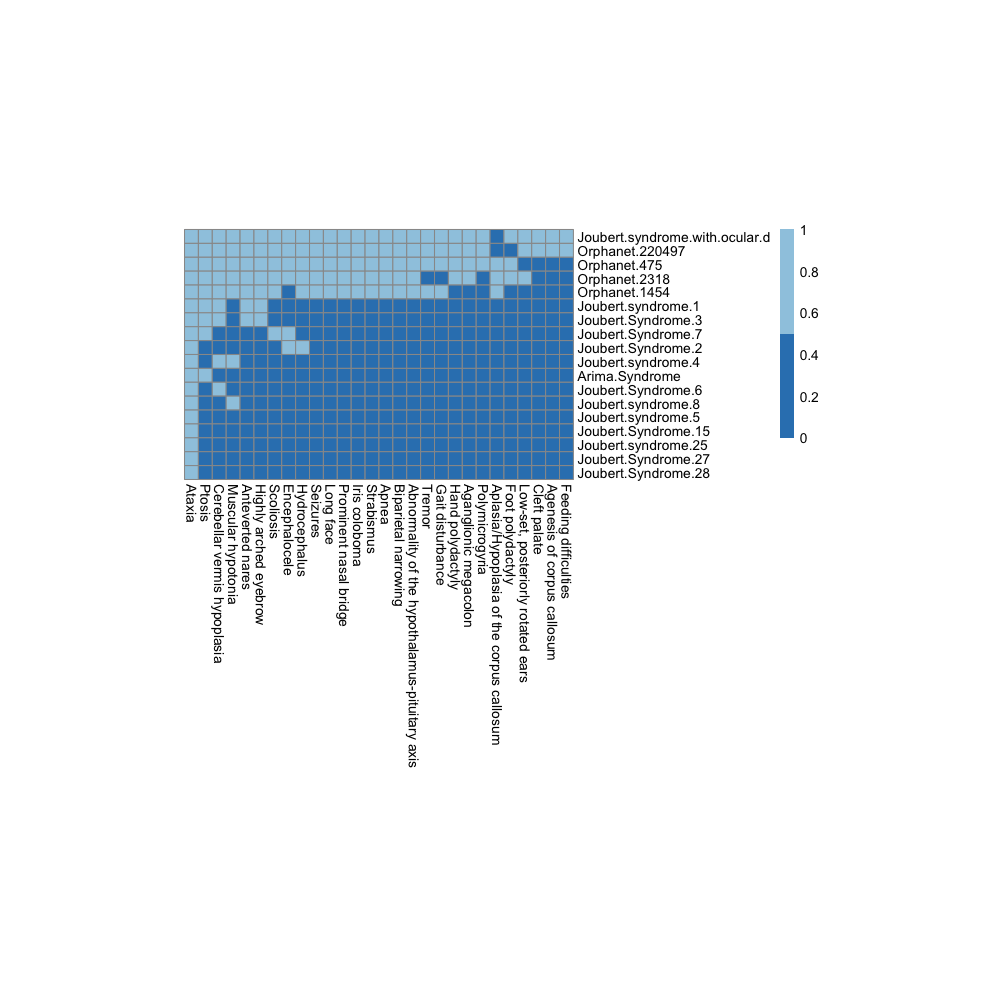 Joubert.syndrome.with.ocular.d
Orphanet.220497
Orphanet.475
Orphanet.2318
Orphanet.1454
Joubert.syndrome.1
Joubert.Syndrome.3
Joubert.Syndrome.7
Joubert.Syndrome.2
Joubert.syndrome.4
Arima.Syndrome
Joubert.Syndrome.6
Joubert.syndrome.8
Joubert.syndrome.5
Joubert.Syndrome.15
Joubert.syndrome.25
Joubert.Syndrome.27
Joubert.Syndrome.28
1
0.8
0.6
0.4
0.2
0
Ataxia
Ptosis
Cerebellar vermis hypoplasia
Muscular hypotonia
Anteverted nares
Highly arched eyebrow
Scoliosis
Encephalocele
Hydrocephalus
Seizures
Long face
Prominent nasal bridge
Iris coloboma
Strabismus
Apnea
Biparietal narrowing
Abnormality of the hypothalamus-pituitary axis
Tremor
Gait disturbance
Hand polydactyly
Aganglionic megacolon
Polymicrogyria
Aplasia/Hypoplasia of the corpus callosum
Foot polydactyly
Low-set, posteriorly rotated ears
Cleft palate
Agenesis of corpus callosum
Feeding difficulties